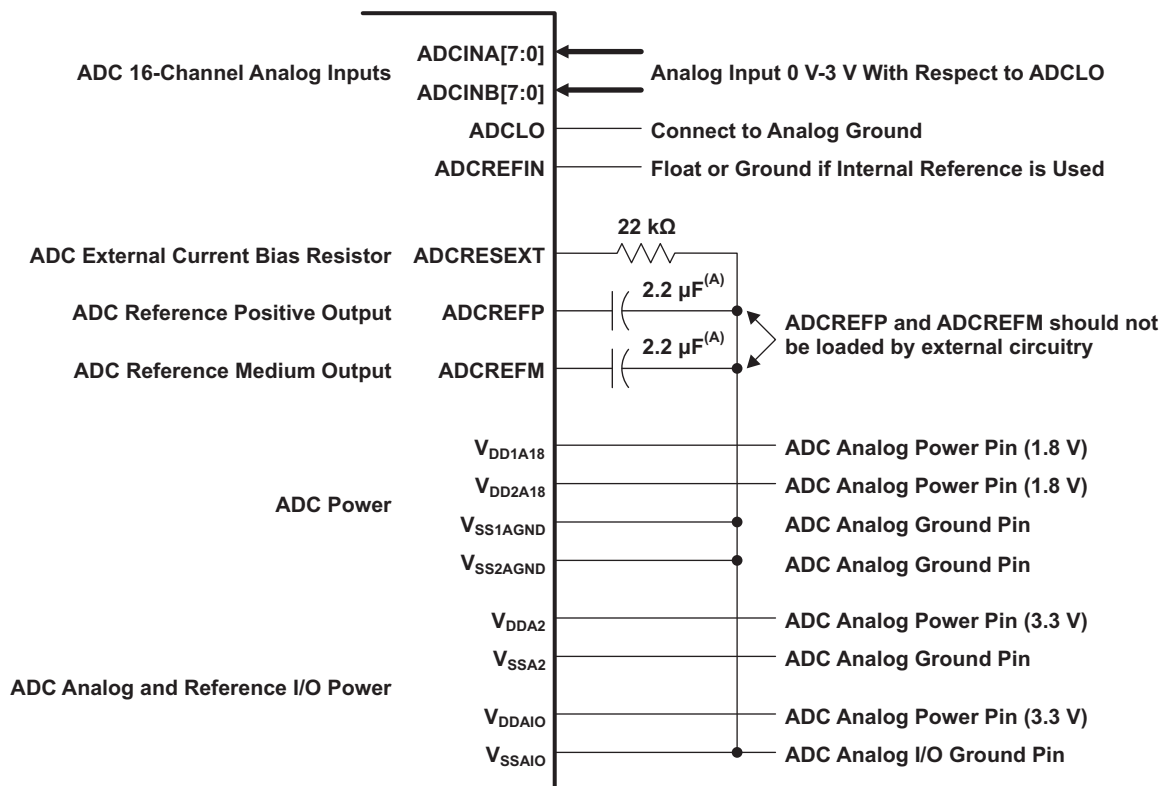 ADC 16-Channel Analog Inputs
ADCINA[7:0]
ADCINB[7:0]
Analog Input 0 V-3 V With Respect to ADCLO
ADCLO
Connect to Analog Ground
ADCREFIN
Float or Ground if Internal Reference is Used
22 kΩ
ADC External Current Bias Resistor
ADCRESEXT
2.2 µF(A)
ADC Reference Positive Output
ADCREFP
ADCREFP and ADCREFM should not
be loaded by external circuitry
2.2 µF(A)
ADC Reference Medium Output
ADCREFM
VDD1A18
ADC Analog Power Pin (1.8 V)
VDD2A18
ADC Analog Power Pin (1.8 V)
ADC Power
VSS1AGND
ADC Analog Ground Pin
VSS2AGND
ADC Analog Ground Pin
VDDA2
ADC Analog Power Pin (3.3 V)
VSSA2
ADC Analog Ground Pin
ADC Analog and Reference I/O Power
VDDAIO
ADC Analog Power Pin (3.3 V)
VSSAIO
ADC Analog I/O Ground Pin